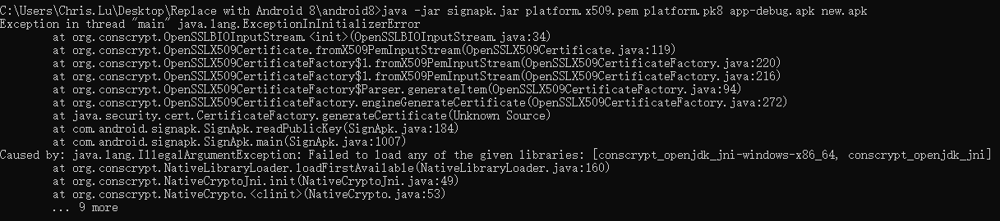 C:\Users\Chris.Lu\Desktop\Replace with Android 8\android8>java -jar signapk.jar platform.x509.pem platform.pk8 app-debug.apk new.apk
Exception in thread "main" java.lang.ExceptionInInitializerError
at org.conscrypt.OpenSSLBIOInputStream.<init>(OpenSSLBIOInputStream.java:34)
at org.conscrypt.OpenSSLX509Certificate.fromX509PemInputStream(OpenSSLX509Certificate.java:119)
at org.conscrypt.OpenSSLX509CertificateFactory$1.fromX509PemInputStream(OpenSSLX509CertificateFactory.java:220)
at org.conscrypt.OpenSSLX509CertificateFactory$1.fromX509PemInputStream(OpenSSLX509CertificateFactory.java:216)
at org.conscrypt.OpenSSLX509CertificateFactory$Parser.generateItem(OpenSSLX509CertificateFactory.java:94)
at org.conscrypt.OpenSSLX509CertificateFactory.engineGenerateCertificate(OpenSSLX509CertificateFactory.java:272)
at java.security.cert.CertificateFactory.generateCertificate(Unknown Source)
at com.android.signapk.SignApk.readPublicKey(SignApk.java:184)
at com.android.signapk.SignApk.main(SignApk.java:1007)
Caused by: java.lang.IllegalArgumentException: Failed to load any of the given libraries: [conscrypt_openjdk_jni-windows-x86_64, conscrypt_openjdk_jni]
at org.conscrypt.NativeLibraryLoader.loadFirstAvailable(NativeLibraryLoader.java:160)
at org.conscrypt.NativeCryptoJni.init(NativeCryptoJni.java:49)
at org.conscrypt.NativeCrypto.<clinit>(NativeCrypto.java:53)
... 9 more